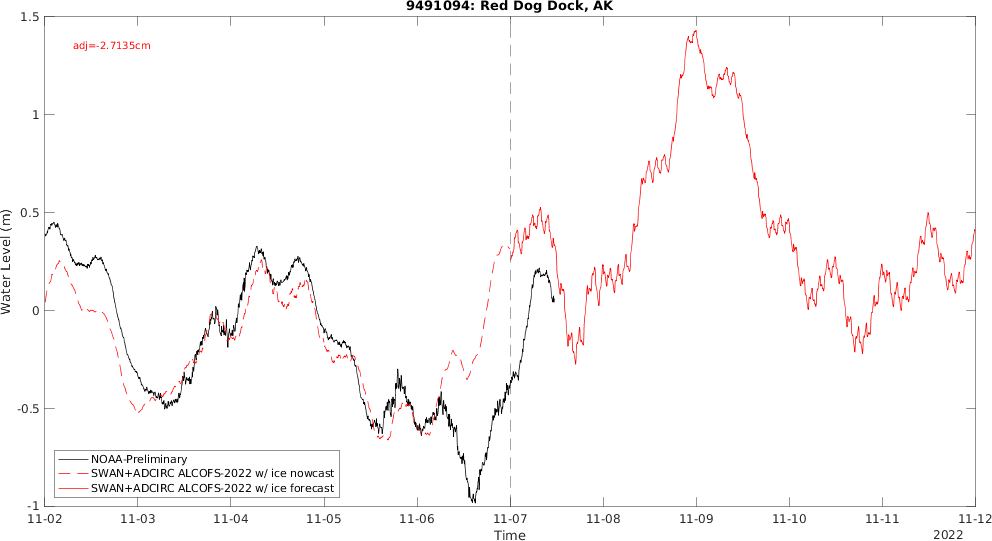 9491094: Red Dog Dock, AK
adj=-2.7135cm
1.5
1
0.5
0
-0.5
-1
Water Level (m)
NOAA-Preliminary
SWAN+ADCIRC ALCOFS-2022 w/ ice nowcast
SWAN+ADCIRC ALCOFS-2022 w/ ice forecast
11-02 11-03 11-04 11-05 11-06 11-07 11-08 11-09 11-10 11-11 11-12
Time
2022